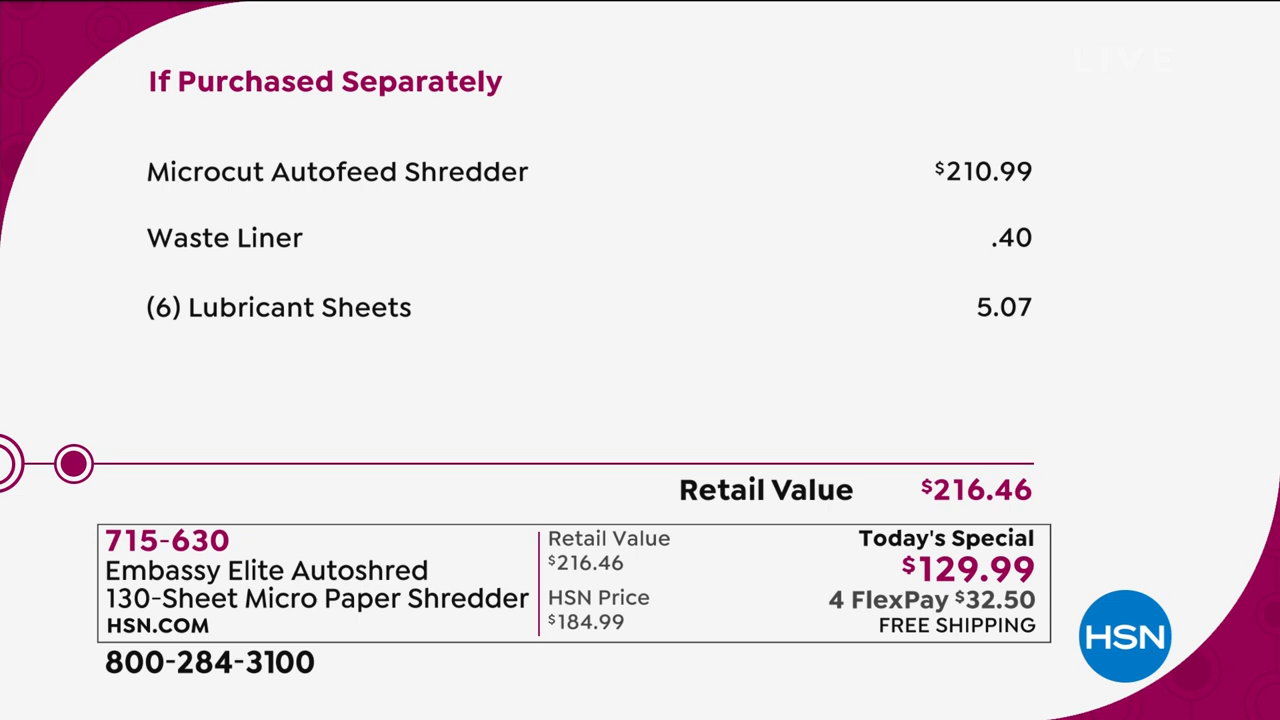 LIVE
If Purchased Separately
Microcut Autofeed Shredder $210.99
Waste Liner .40
(6) Lubricant Sheets 5.07
Retail Value $216.46
715-630
Embassy Elite Autoshred
130-Sheet Micro Paper Shredder
HSN.COM
Retail Value
$216.46
HSN Price
$184.99
Today's Special
$129.99
4 FlexPay $32.50
FREE SHIPPING
800-284-3100
HSN